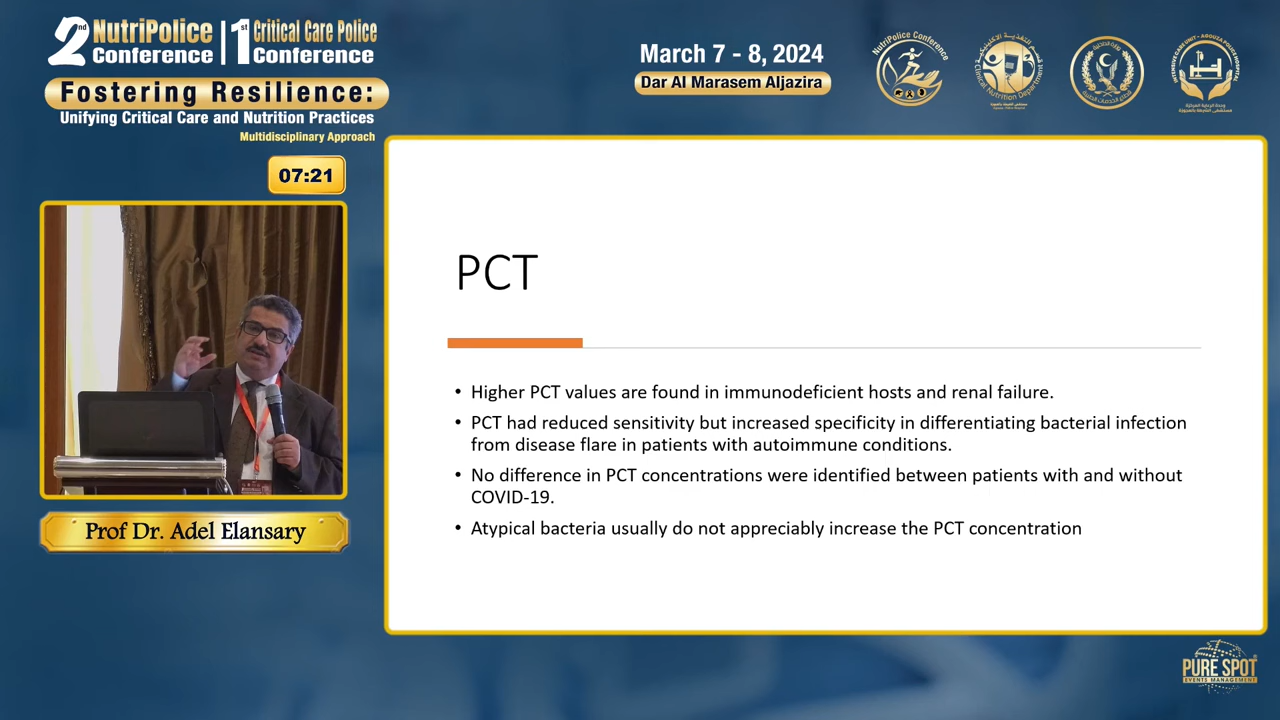 2nd NutriPolice Conference | 1st Critical Care Police Conference
Fostering Resilience:
Unifying Critical Care and Nutrition Practices
Multidisciplinary Approach
March 7 - 8, 2024
Dar Al Marasem Aljazira
NutriPolice Conference
07:21
Prof Dr. Adel Elansary
PCT
• Higher PCT values are found in immunodeficient hosts and renal failure.
• PCT had reduced sensitivity but increased specificity in differentiating bacterial infection
from disease flare in patients with autoimmune conditions.
• No difference in PCT concentrations were identified between patients with and without
COVID-19.
• Atypical bacteria usually do not appreciably increase the PCT concentration
PURE SPOT
EVENTS MANAGEMENT